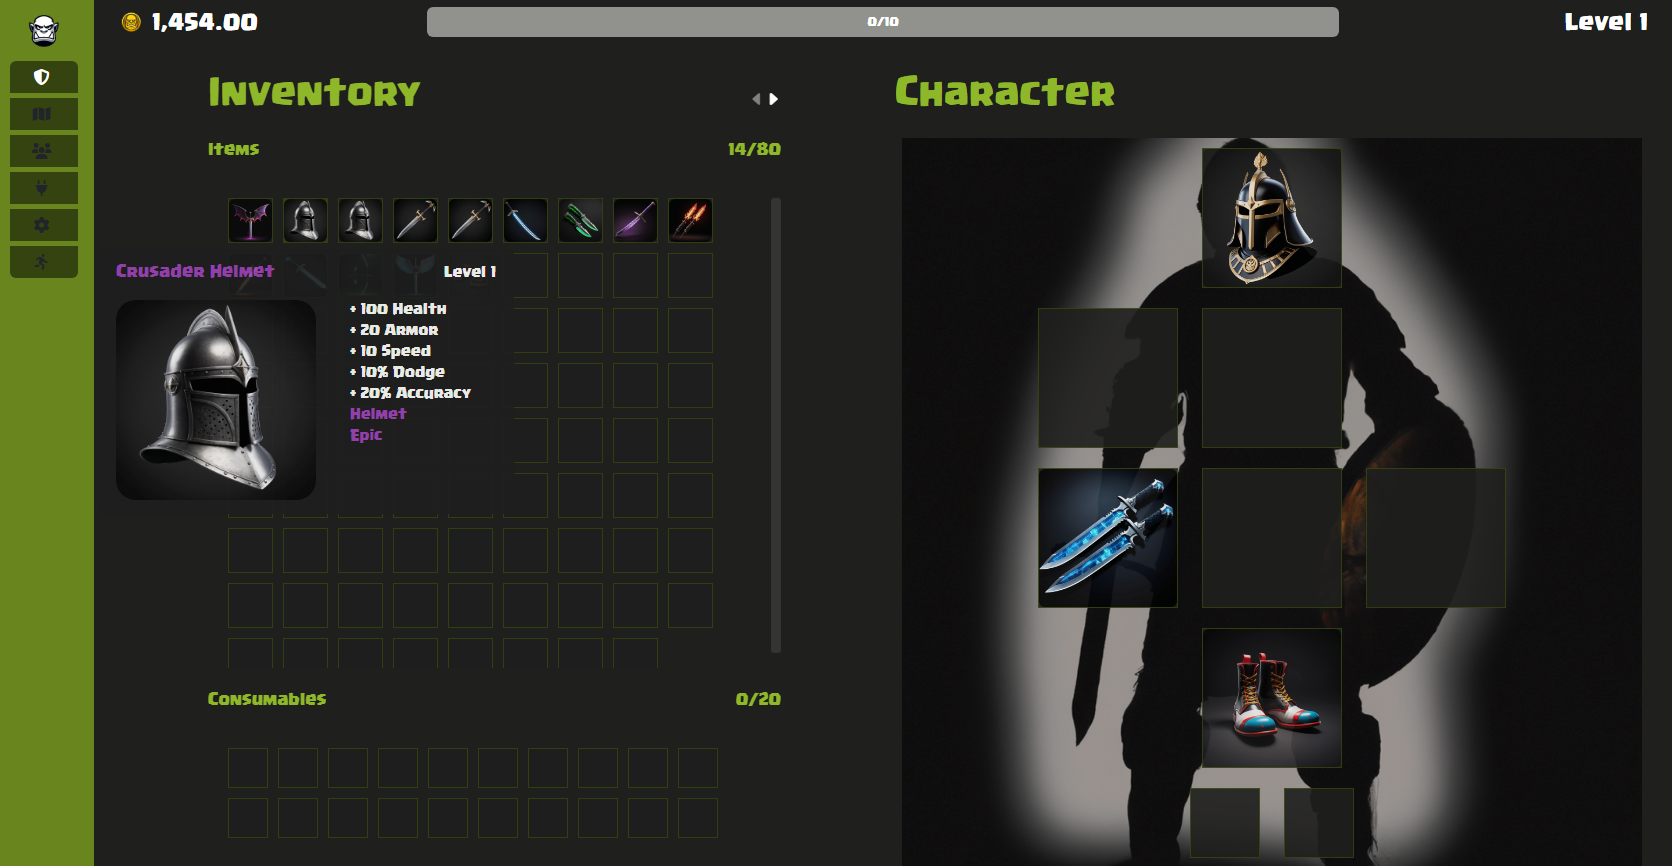 1,454.00
0/10
Level 1
Inventory
Character
Items
14/80
Crusader Helmet
Level 1
+ 100 Health
+ 20 Armor
+ 10 Speed
+ 10% Dodge
+ 20% Accuracy
Helmet
Epic
Consumables
0/20